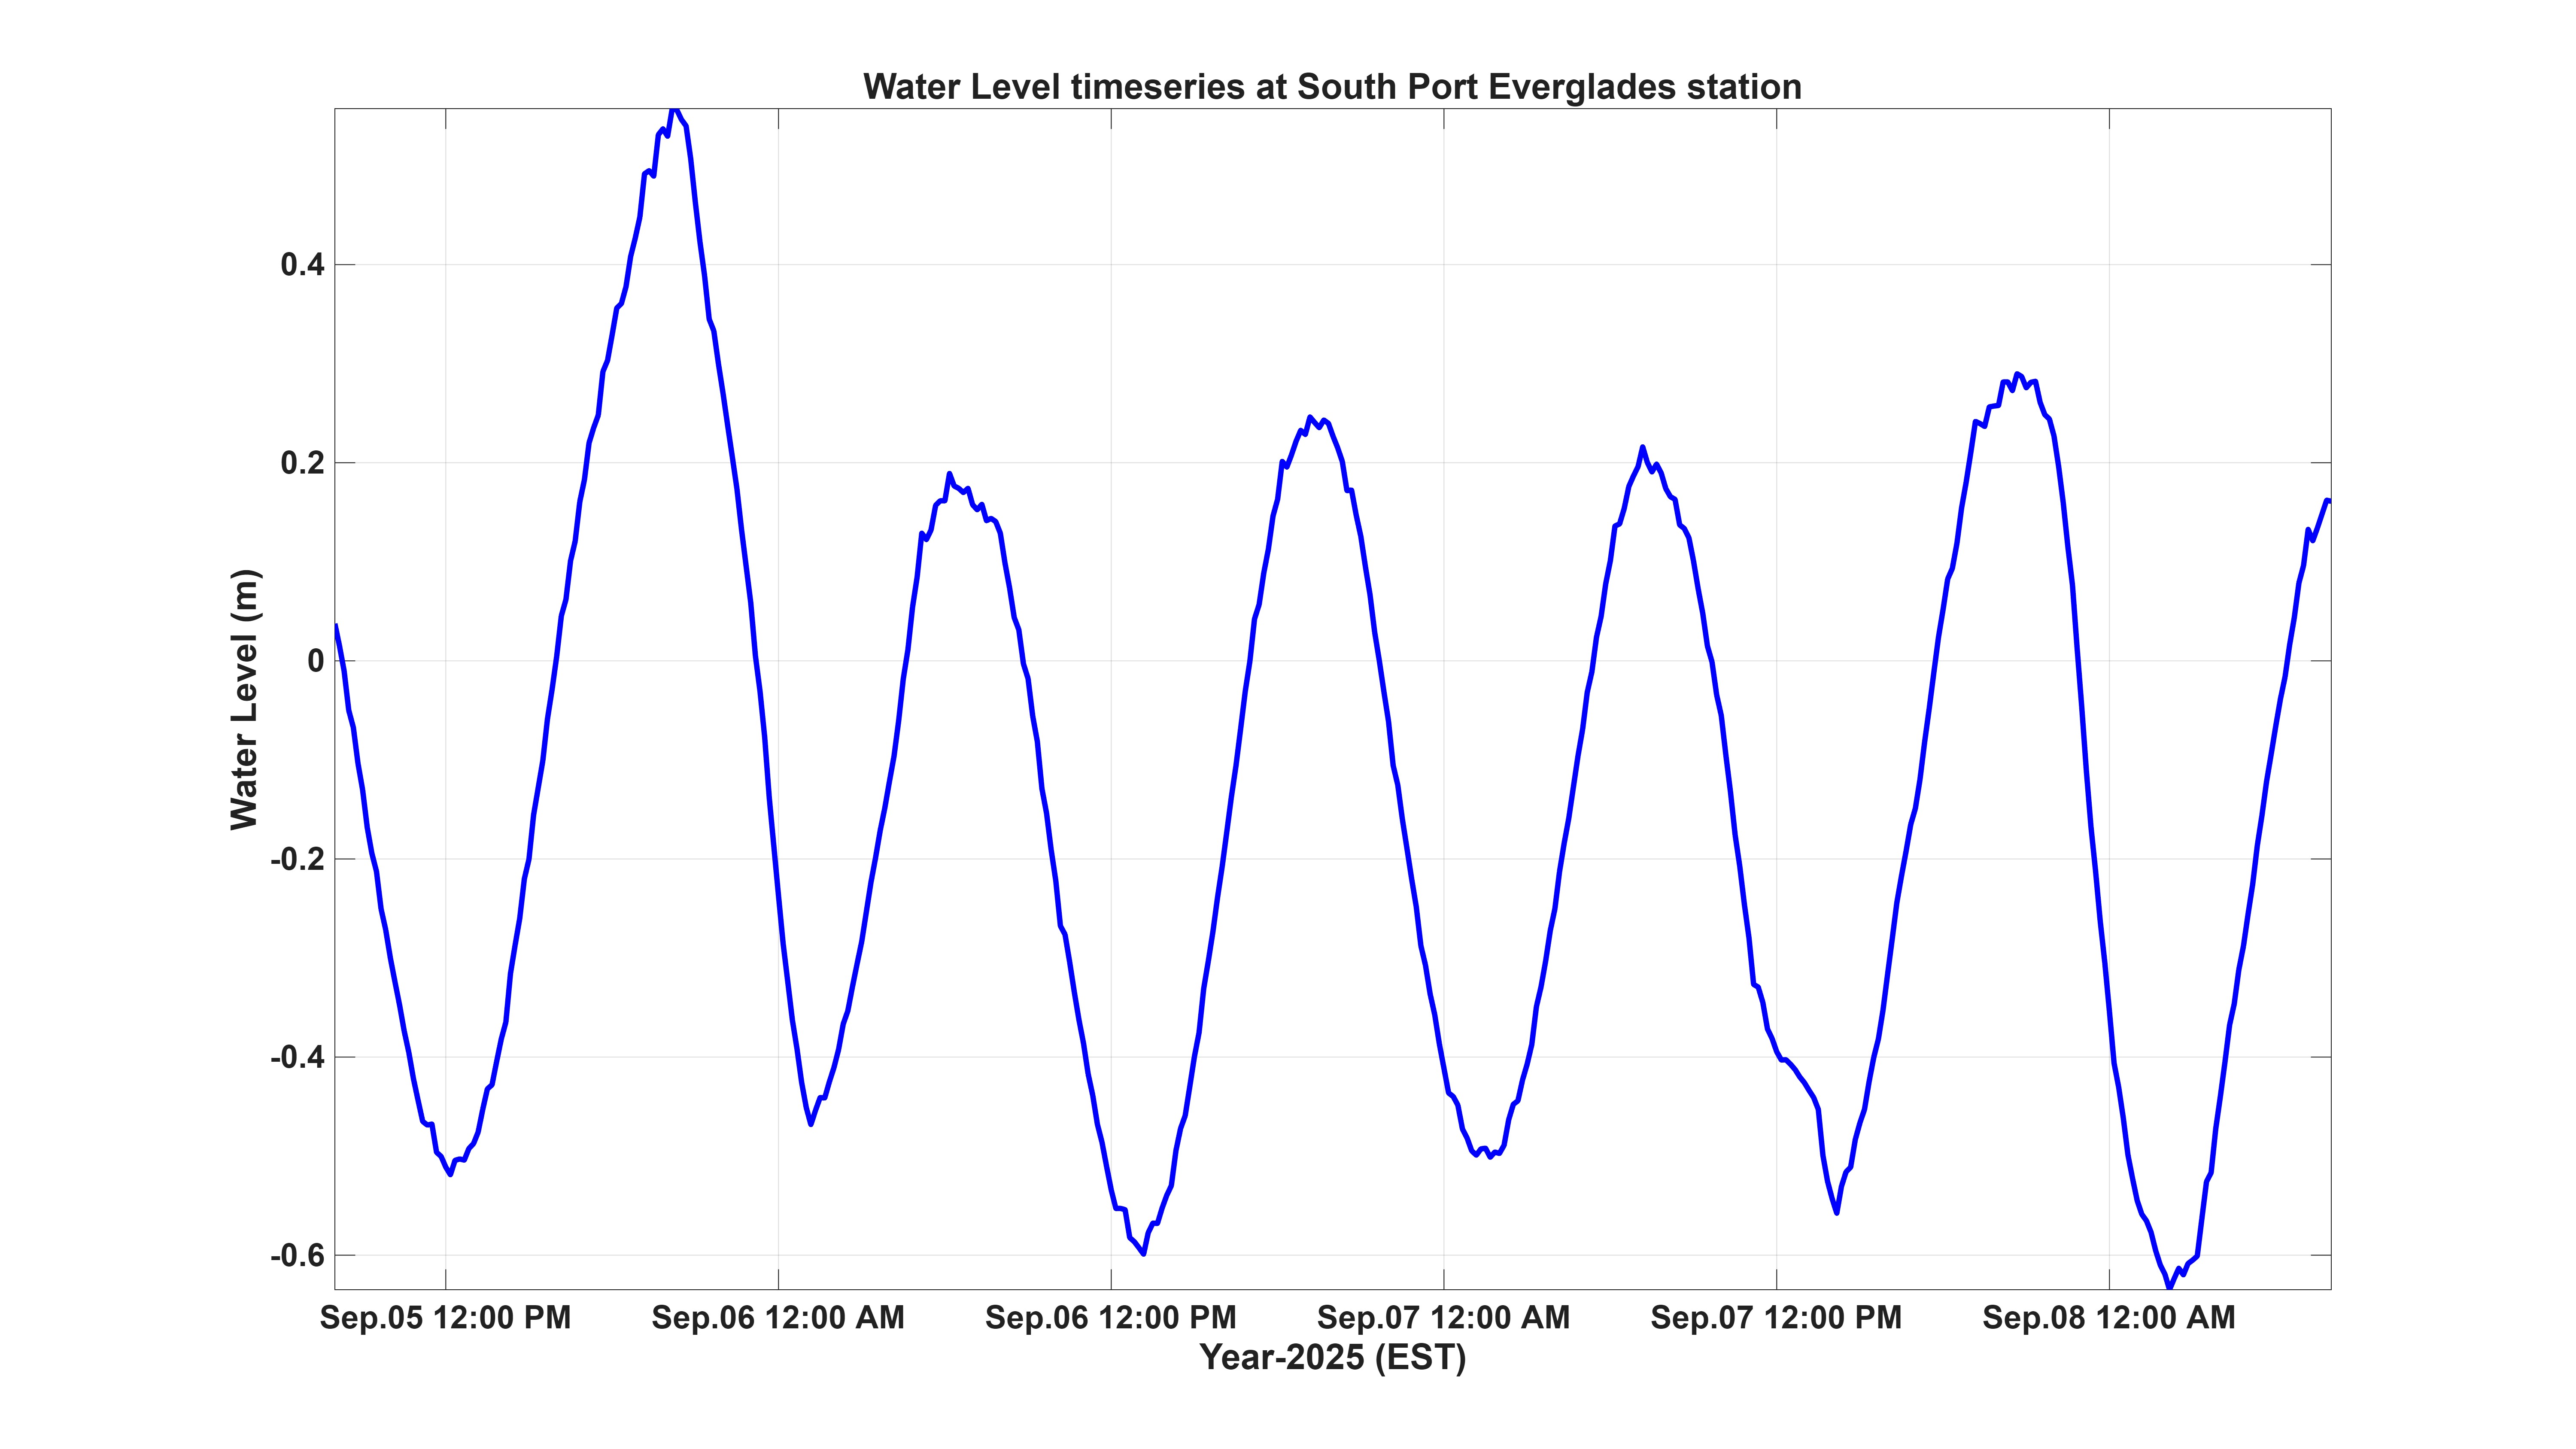 Water Level timeseries at South Port Everglades station
Water Level (m)
0.4
0.2
0
-0.2
-0.4
-0.6
Sep.05 12:00 PM
Sep.06 12:00 AM
Sep.06 12:00 PM
Sep.07 12:00 AM
Sep.07 12:00 PM
Sep.08 12:00 AM
Year-2025 (EST)